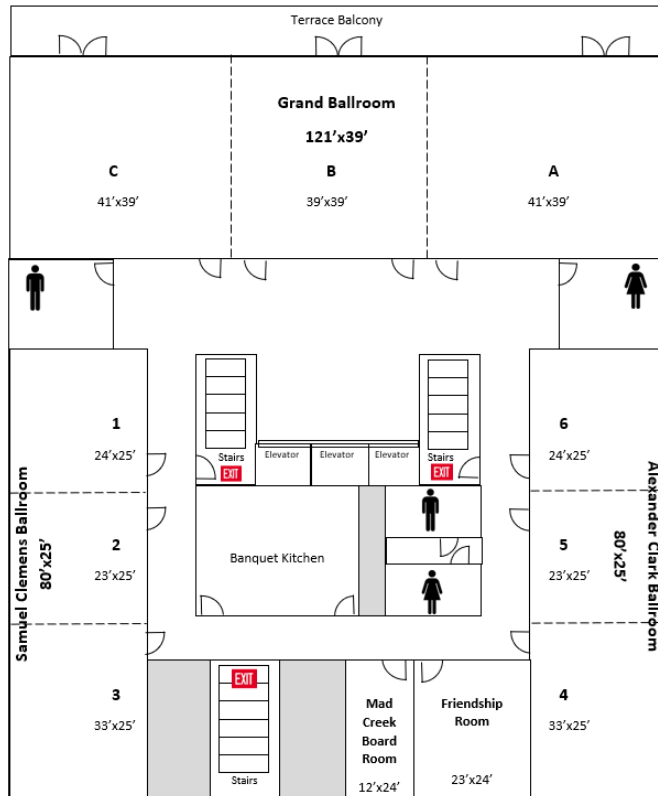 Terrace Balcony
Grand Ballroom
121’x39’
C
B
A
41’x39’
39’x39’
41’x39’
1
24’x25’
6
24’x25’
Stairs
EXIT
Elevator
Elevator
Elevator
Stairs
EXIT
Samuel Clemens Ballroom
80’x25’
2
23’x25’
Banquet Kitchen
5
23’x25’
80’x25’
Alexander Clark Ballroom
3
33’x25’
EXIT
Stairs
Mad
Creek
Board
Room
12’x24’
Friendship
Room
23’x24’
4
33’x25’